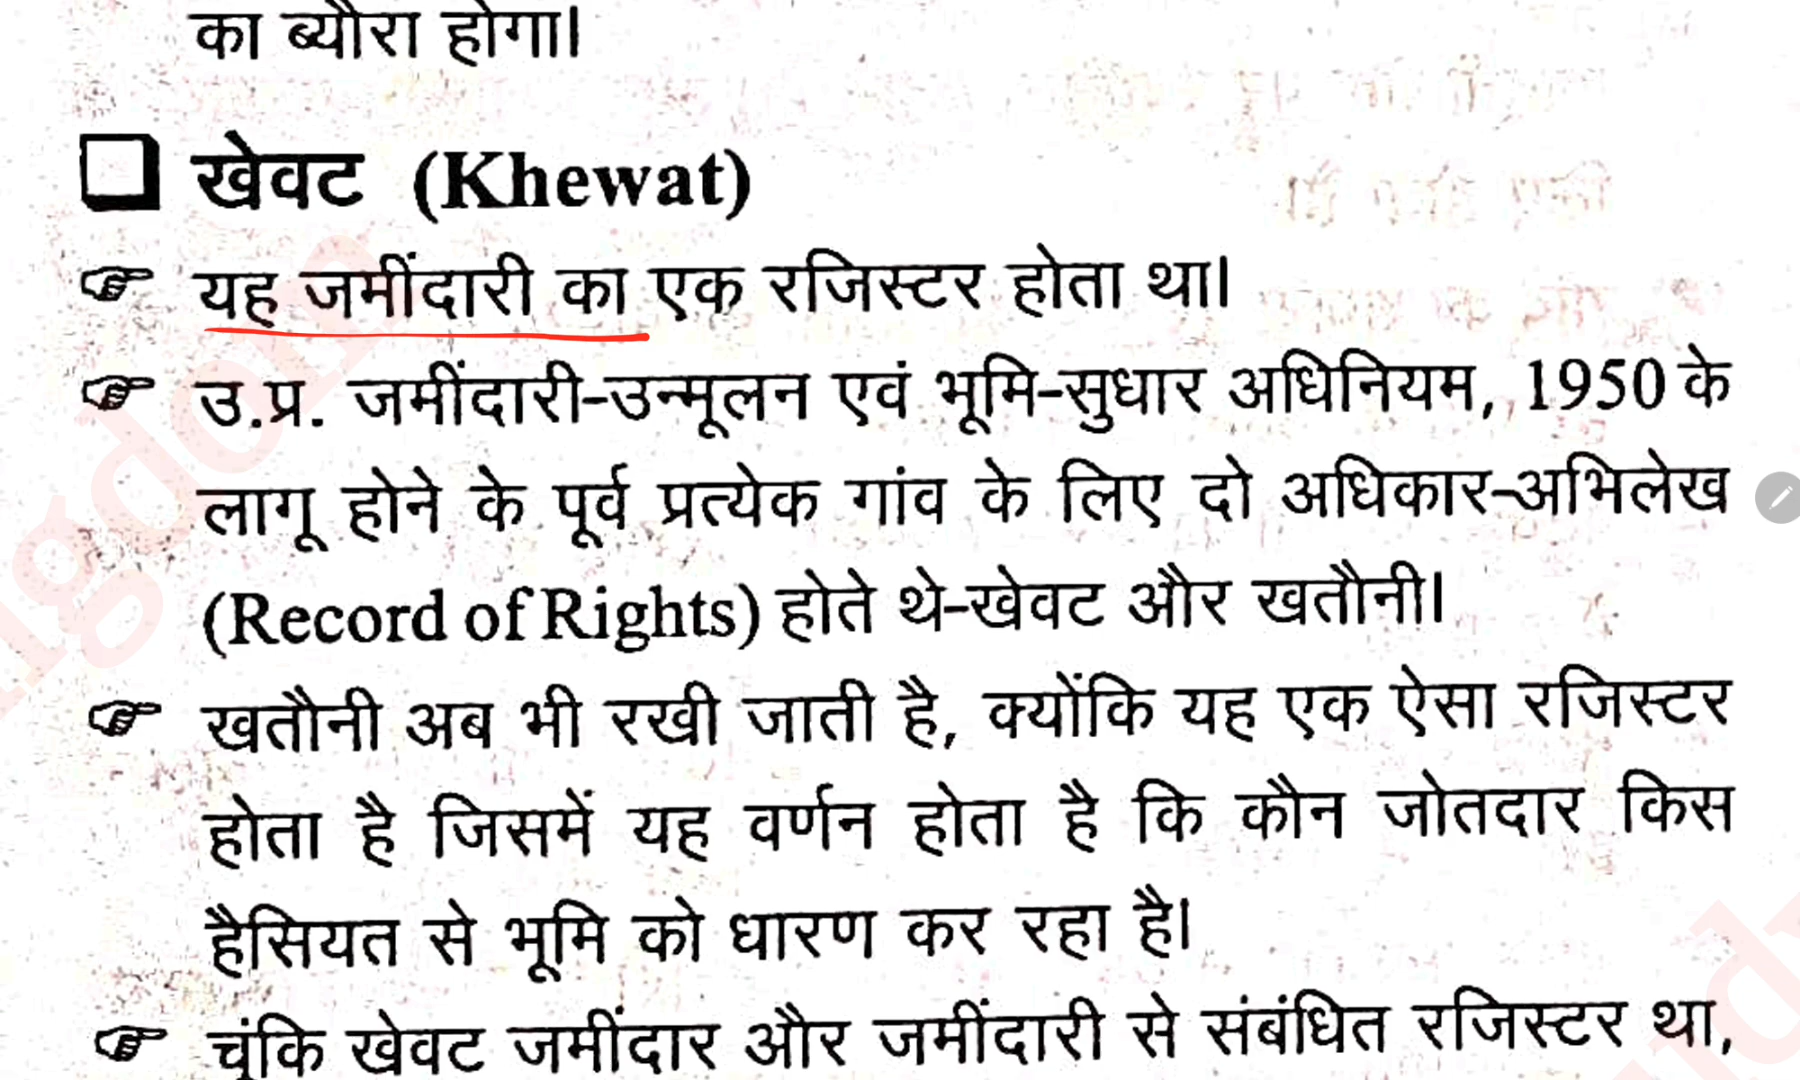 का ब्यौरा होगा।
खेवट (Khewat)
यह जमींदारी का एक रजिस्टर होता था।
उ.प्र. जमींदारी-उन्मूलन एवं भूमि-सुधार अधिनियम, 1950 के
लागू होने के पूर्व प्रत्येक गांव के लिए दो अधिकार-अभिलेख
(Record of Rights) होते थे-खेवट और खतौनी।
खतौनी अब भी रखी जाती है, क्योंकि यह एक ऐसा रजिस्टर
होता है जिसमें यह वर्णन होता है कि कौन जोतदार किस
हैसियत से भूमि को धारण कर रहा है।
चूंकि खेवट जमींदार और जमींदारी से संबंधित रजिस्टर था,